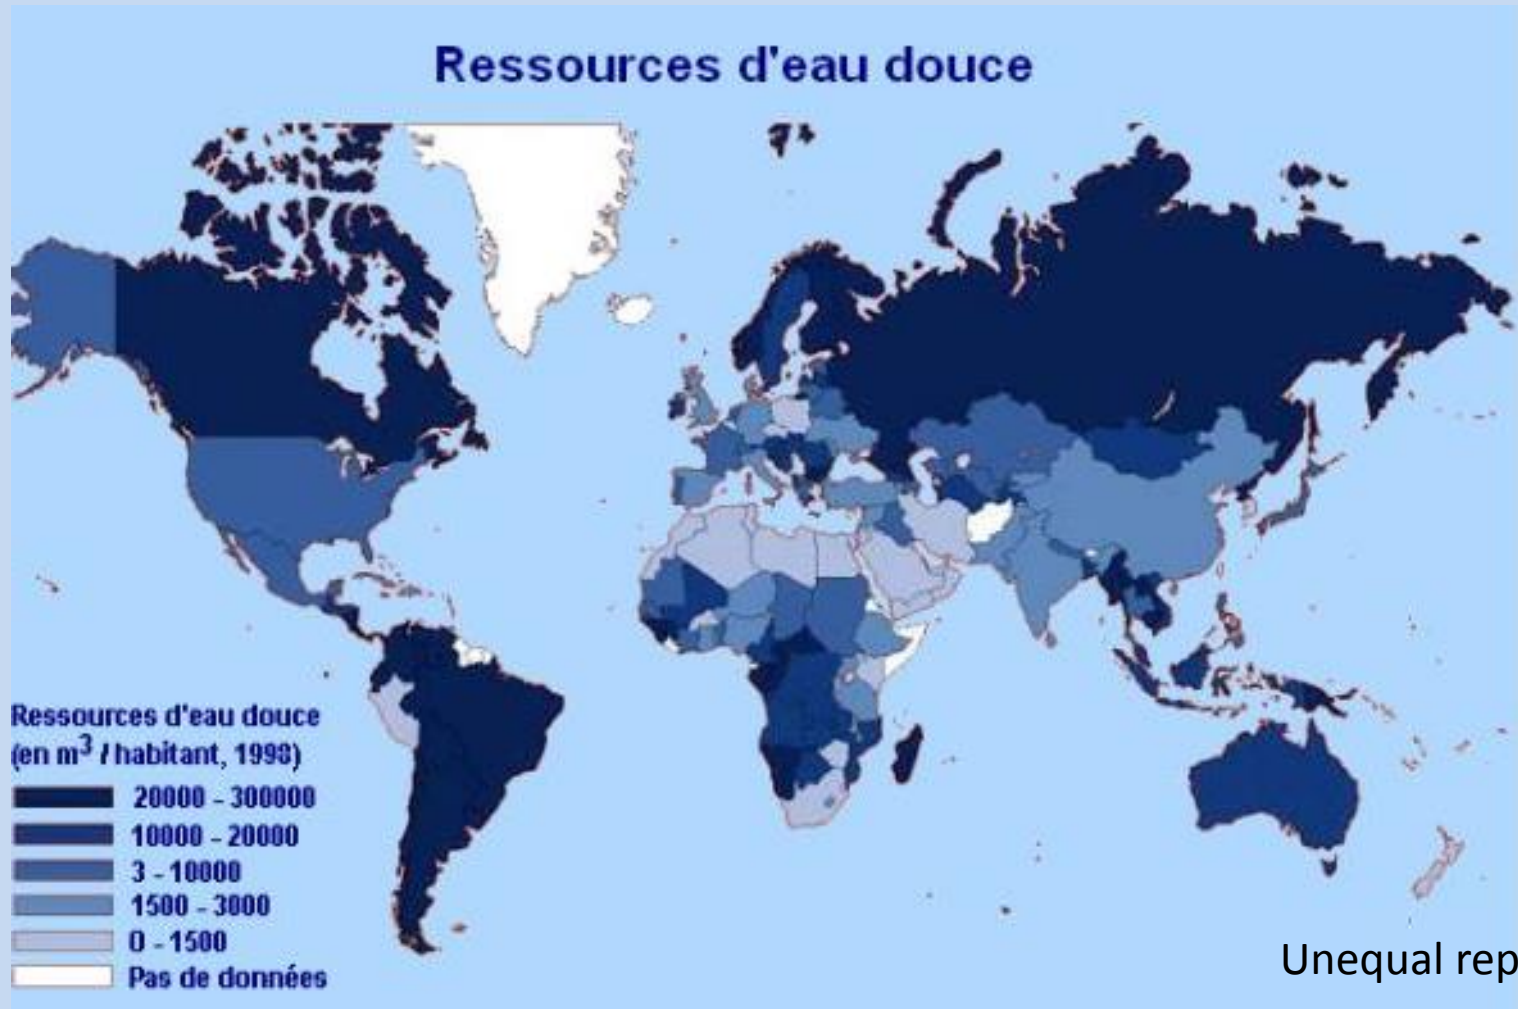 Ressources d'eau douce
Ressources d'eau douce
(en m³ / habitant, 1998)
20000 - 300000
10000 - 20000
3 - 10000
1500 - 3000
0 - 1500
Pas de données
Unequal rep